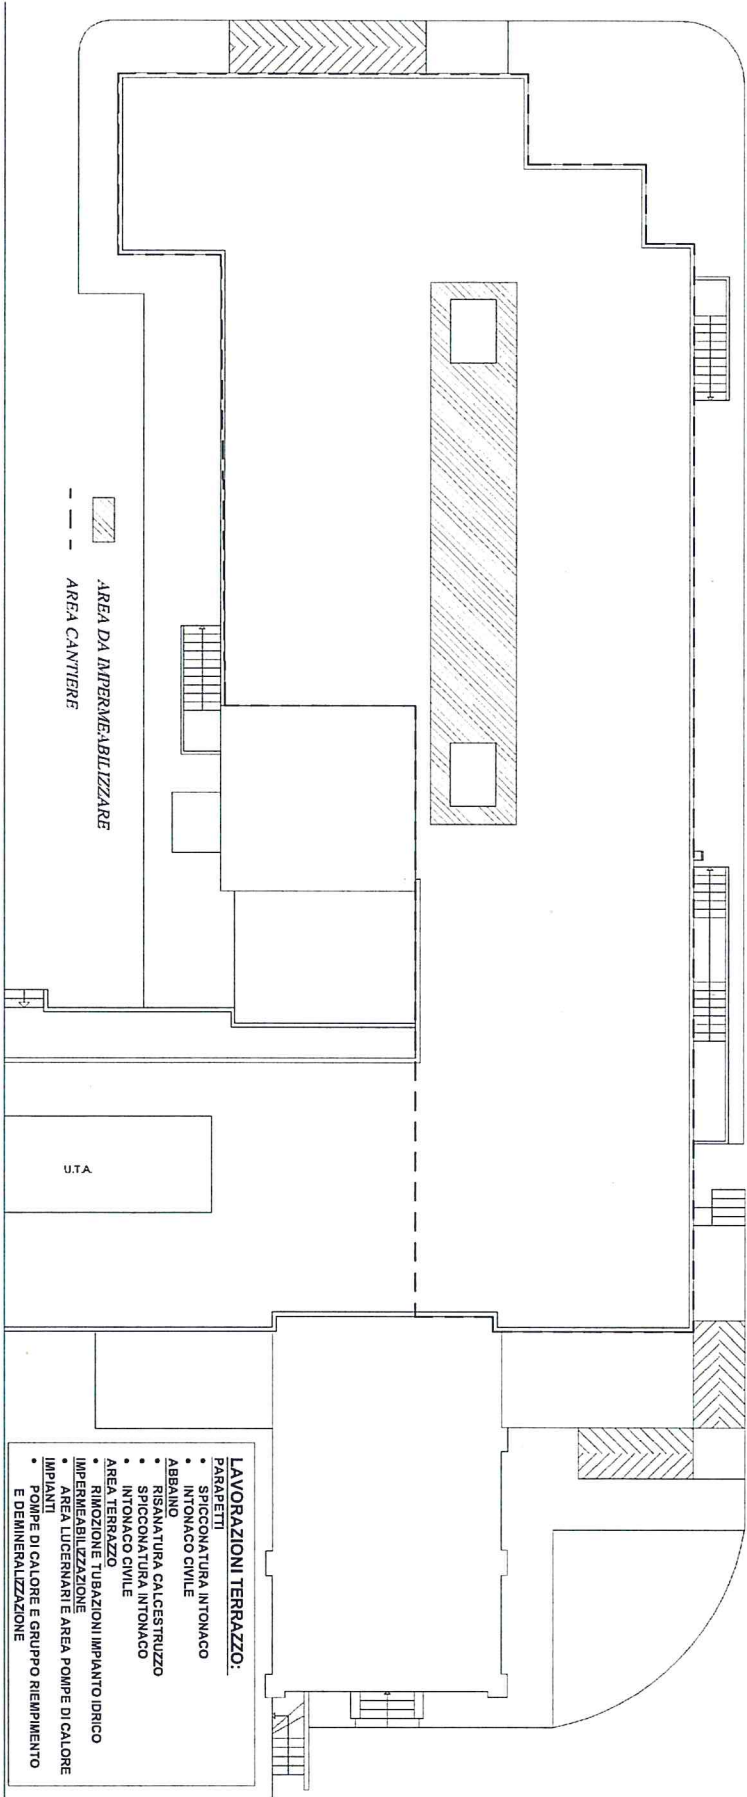 AREA DA IMPERMEABILIZZARE
AREA CANTIERE
U.T.A.
LAVORAZIONI TERRAZZO:
PARAPETTI
• SPICCONATURA INTONACO
• INTONACO CIVILE
ABBAINO
• RISANATURA CALCESTRUZZO
• SPICCONATURA INTONACO
• INTONACO CIVILE
AREA TERRAZZO
• RIMOZIONE TUBAZIONI IMPIANTO IDRICO
IMPERMEABILIZZAZIONE
• AREA LUCERNARI E AREA POMPE DI CALORE
IMPIANTI
• POMPE DI CALORE E GRUPPO RIEMPIMENTO
E DEMINERALIZZAZIONE